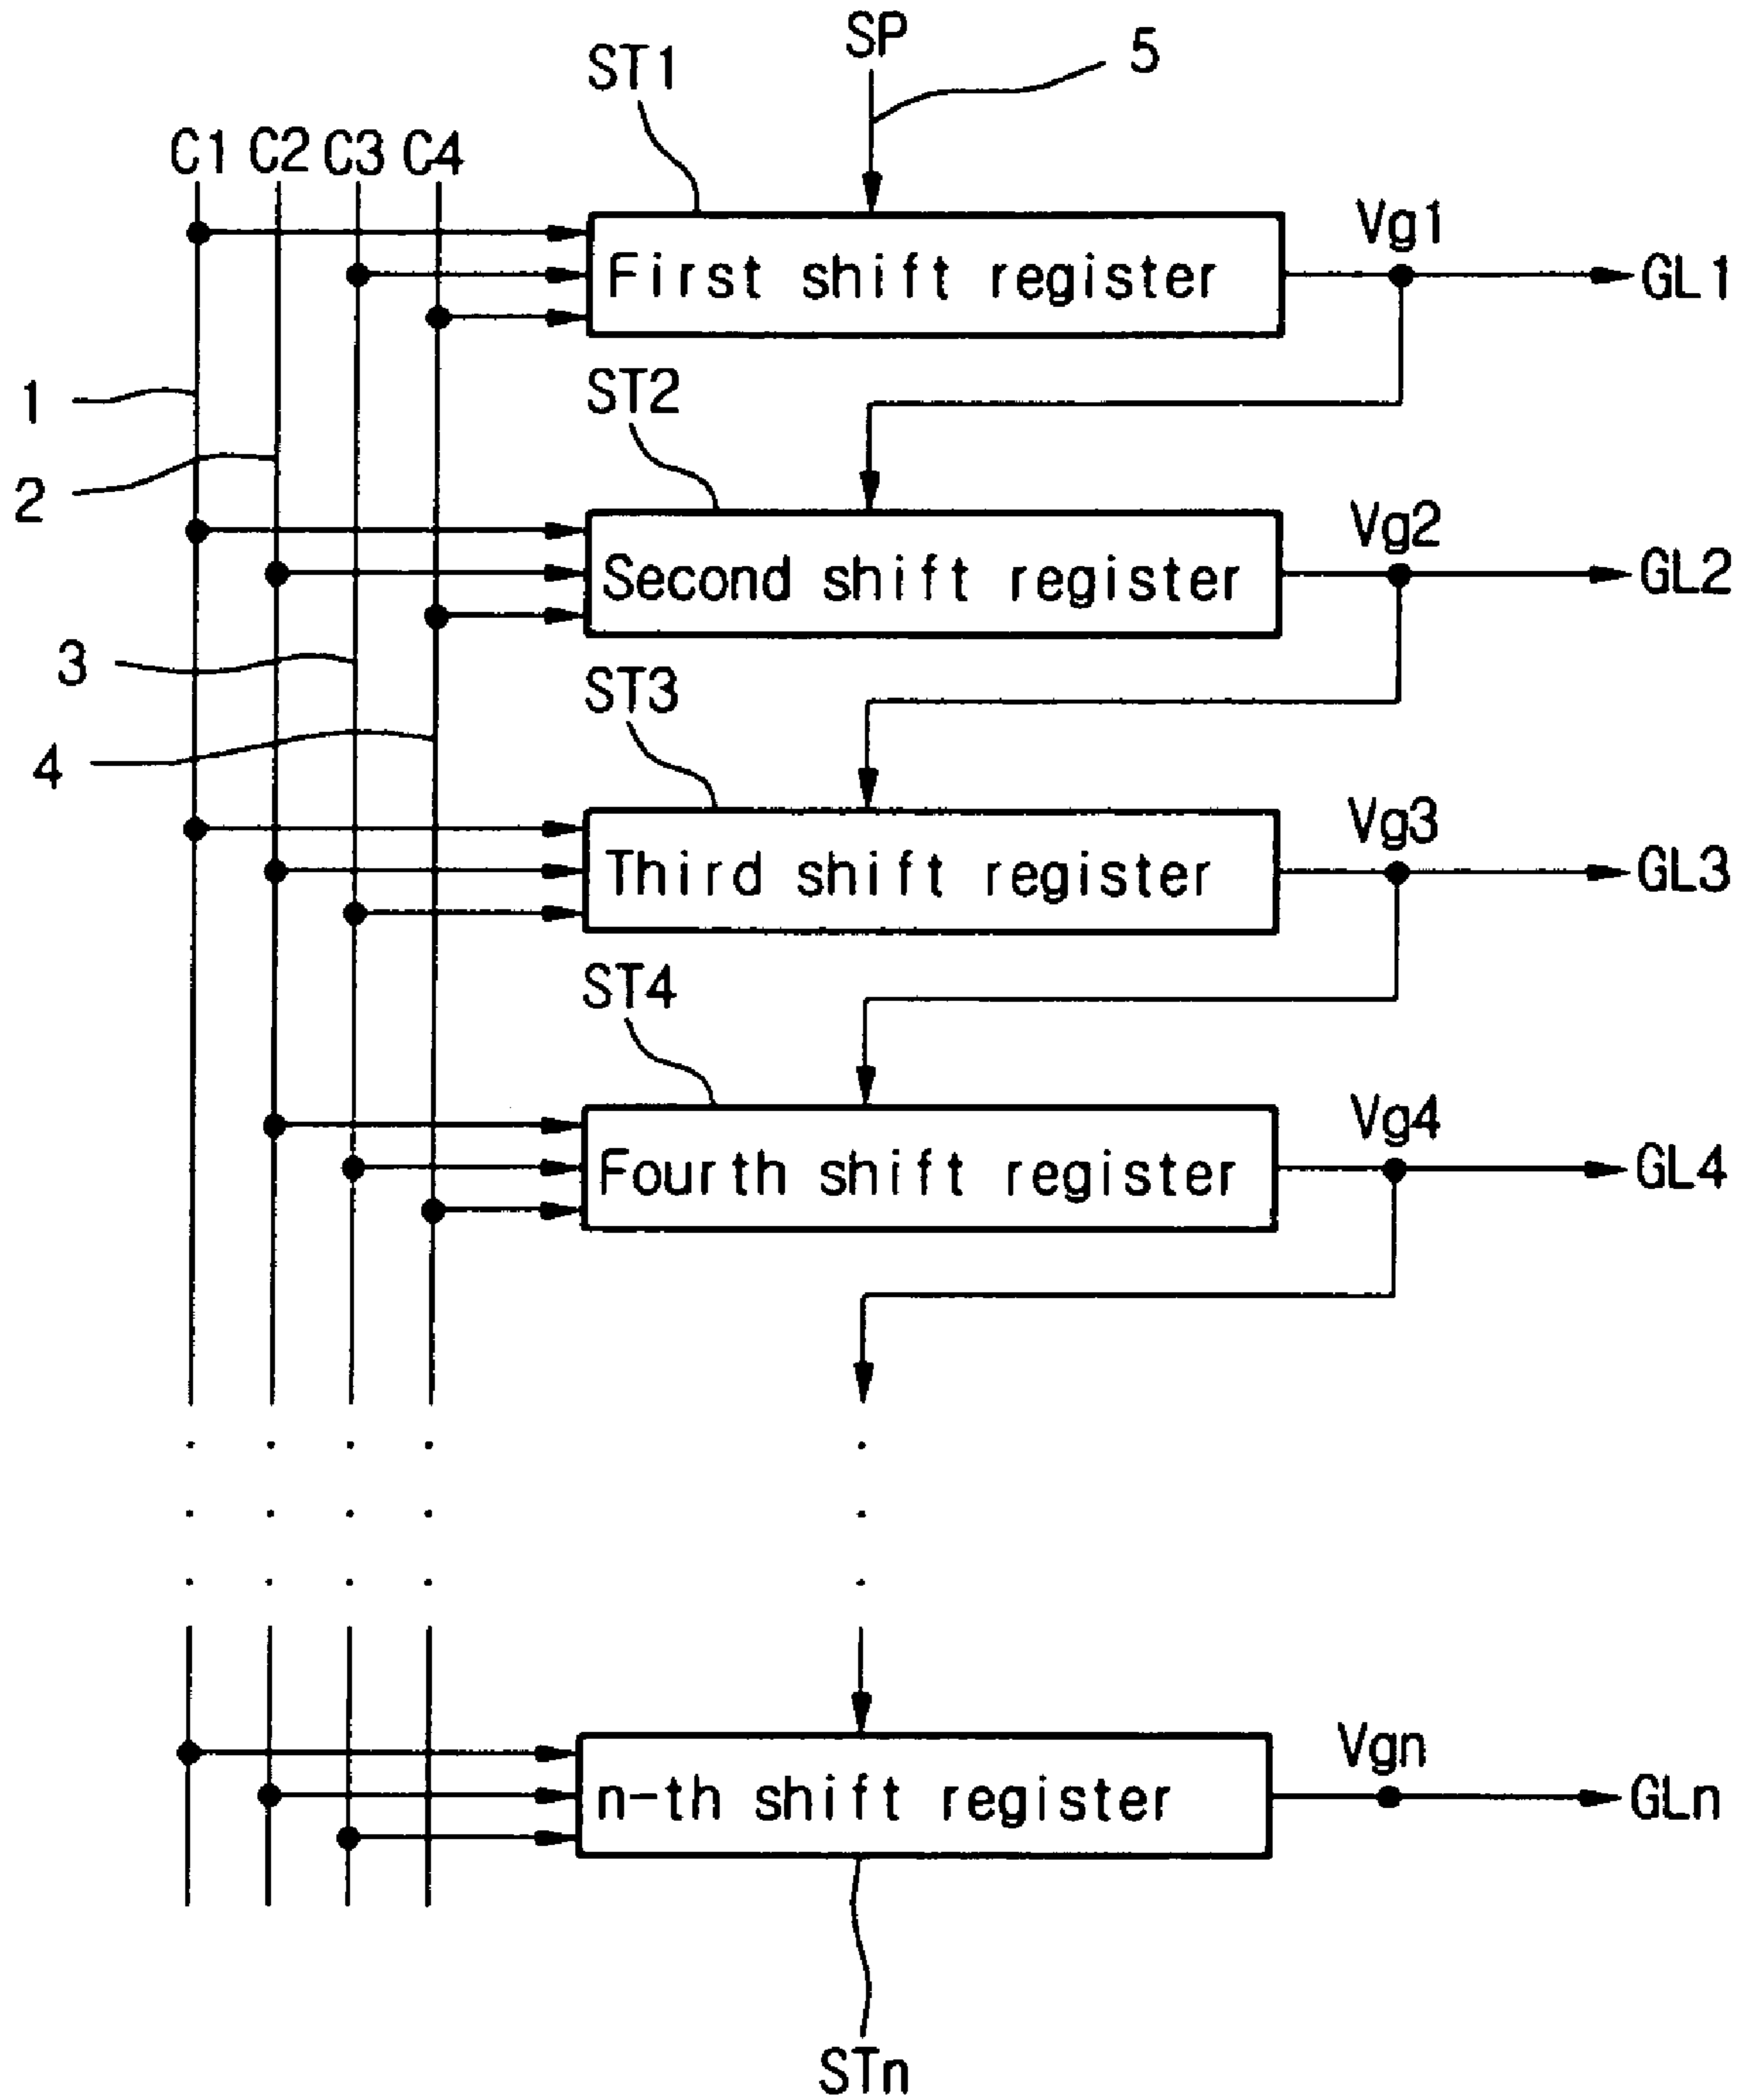 SP
5
ST1
C1 C2 C3 C4
Vg1
First shift register
GL1
1
ST2
2
Vg2
Second shift register
GL2
3
ST3
4
Vg3
Third shift register
GL3
ST4
Vg4
Fourth shift register
GL4
Vgn
n-th shift register
GLn
STn